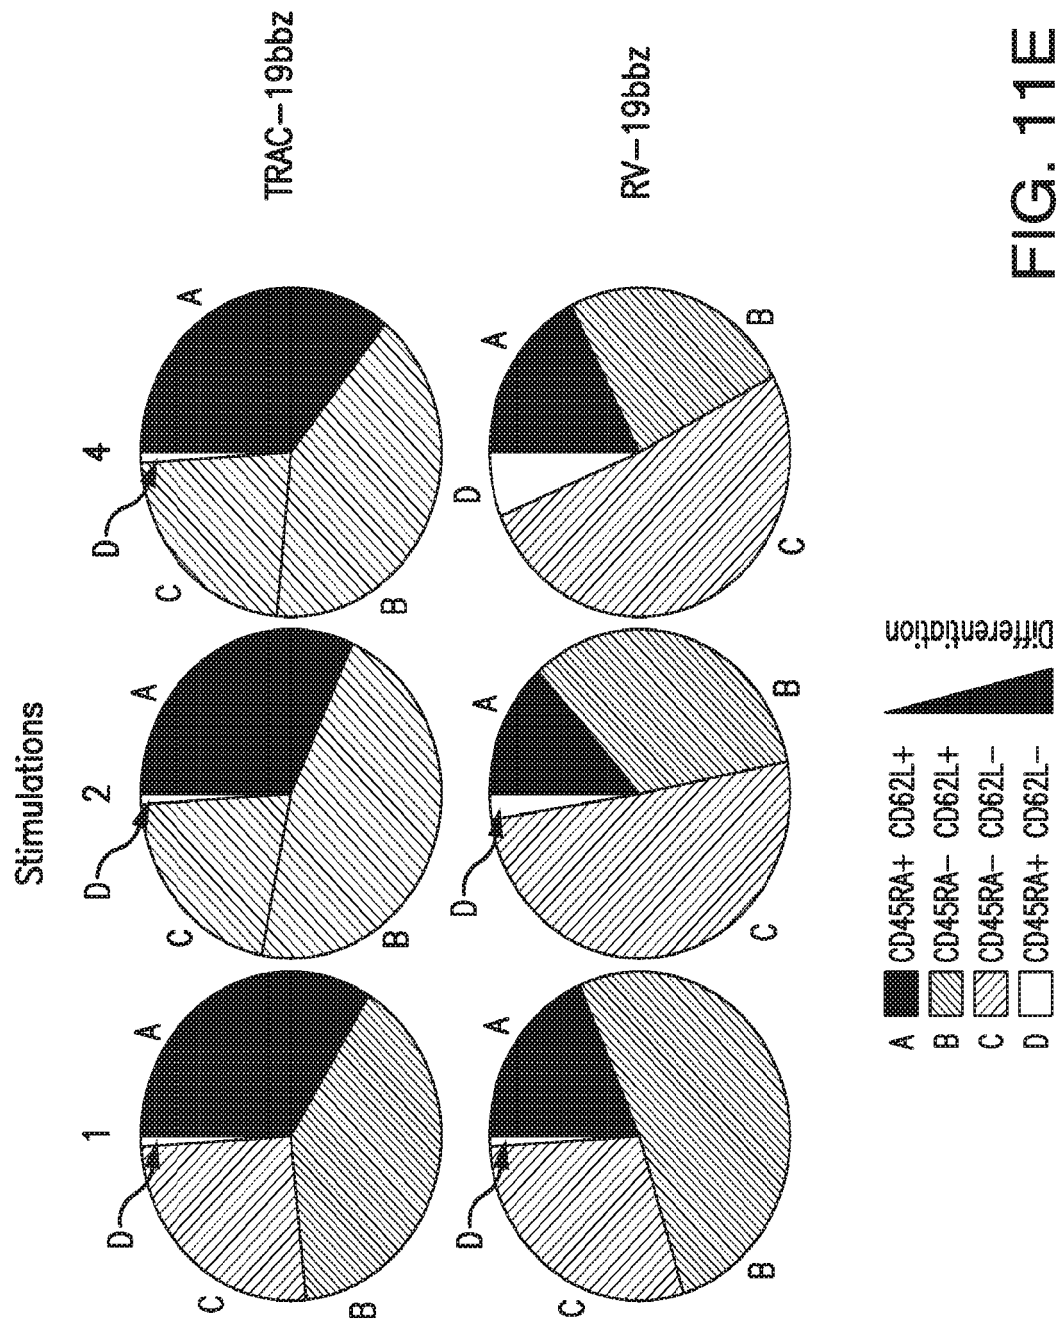 Stimulations
1
2
4
D
A
C
B
D
A
C
B
D
A
C
B
TRAC-19bbz
D
A
C
B
D
A
C
B
D
A
C
B
RV-19bbz
A CD45RA+ CD62L+
B CD45RA- CD62L+
C CD45RA- CD62L-
D CD45RA+ CD62L-
Differentiation
FIG. 11E